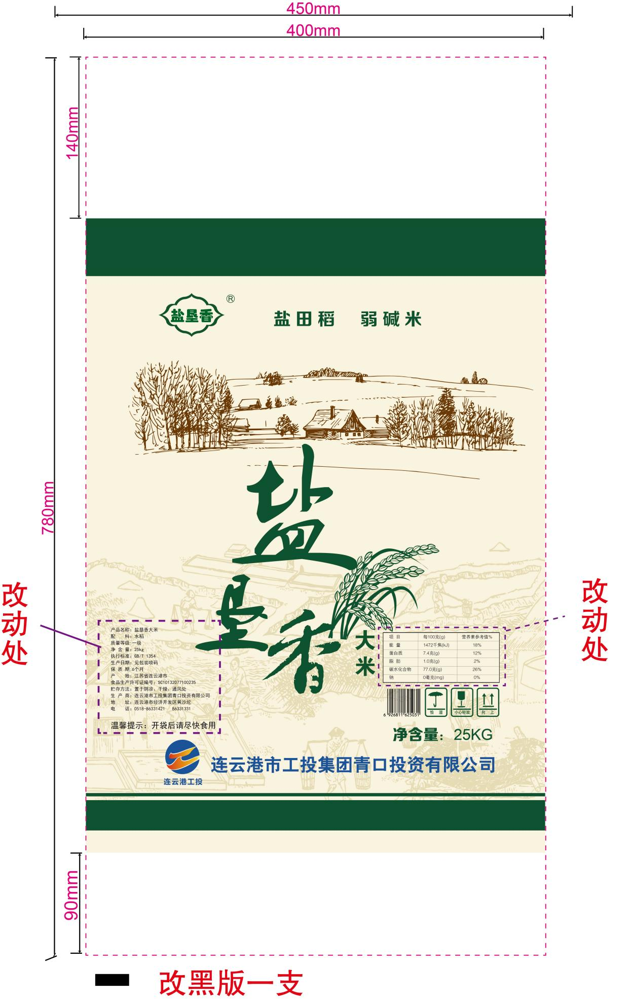 450mm
400mm
140mm
盐垦香
®
盐田稻 弱碱米
780mm
盐
垦
香
大米
改动处
改动处
产品名称：盐垦香大米
配 料：水稻
质量等级:一级
净 含 量：25kg
执行标准：GB/T 1354
生产日期：见包装喷码
保 质 期:6个月
产 地：江苏省连云港市
食品生产许可证编号：SC10132077100235
贮存方法：置于阴凉、干燥、通风处
生 产 商：连云港市工投集团青口投资有限公司
地 址：连云港市经济开发区黄沙坨
电 话：0518-86331421 86331331
温馨提示：开袋后请尽快食用
项 目 每100克(g) 营养素参考值%
能 量 1472千焦(kJ) 18%
蛋白质 7.4克(g) 12%
脂 肪 1.0克(g) 2%
碳水化合物 77.0克(g) 26%
钠 0毫克(mg) 0%
6 926811 625031
怕 湿
小心轻放
向 上
净含量：25KG
连云港工投
连云港市工投集团青口投资有限公司
90mm
改黑版一支